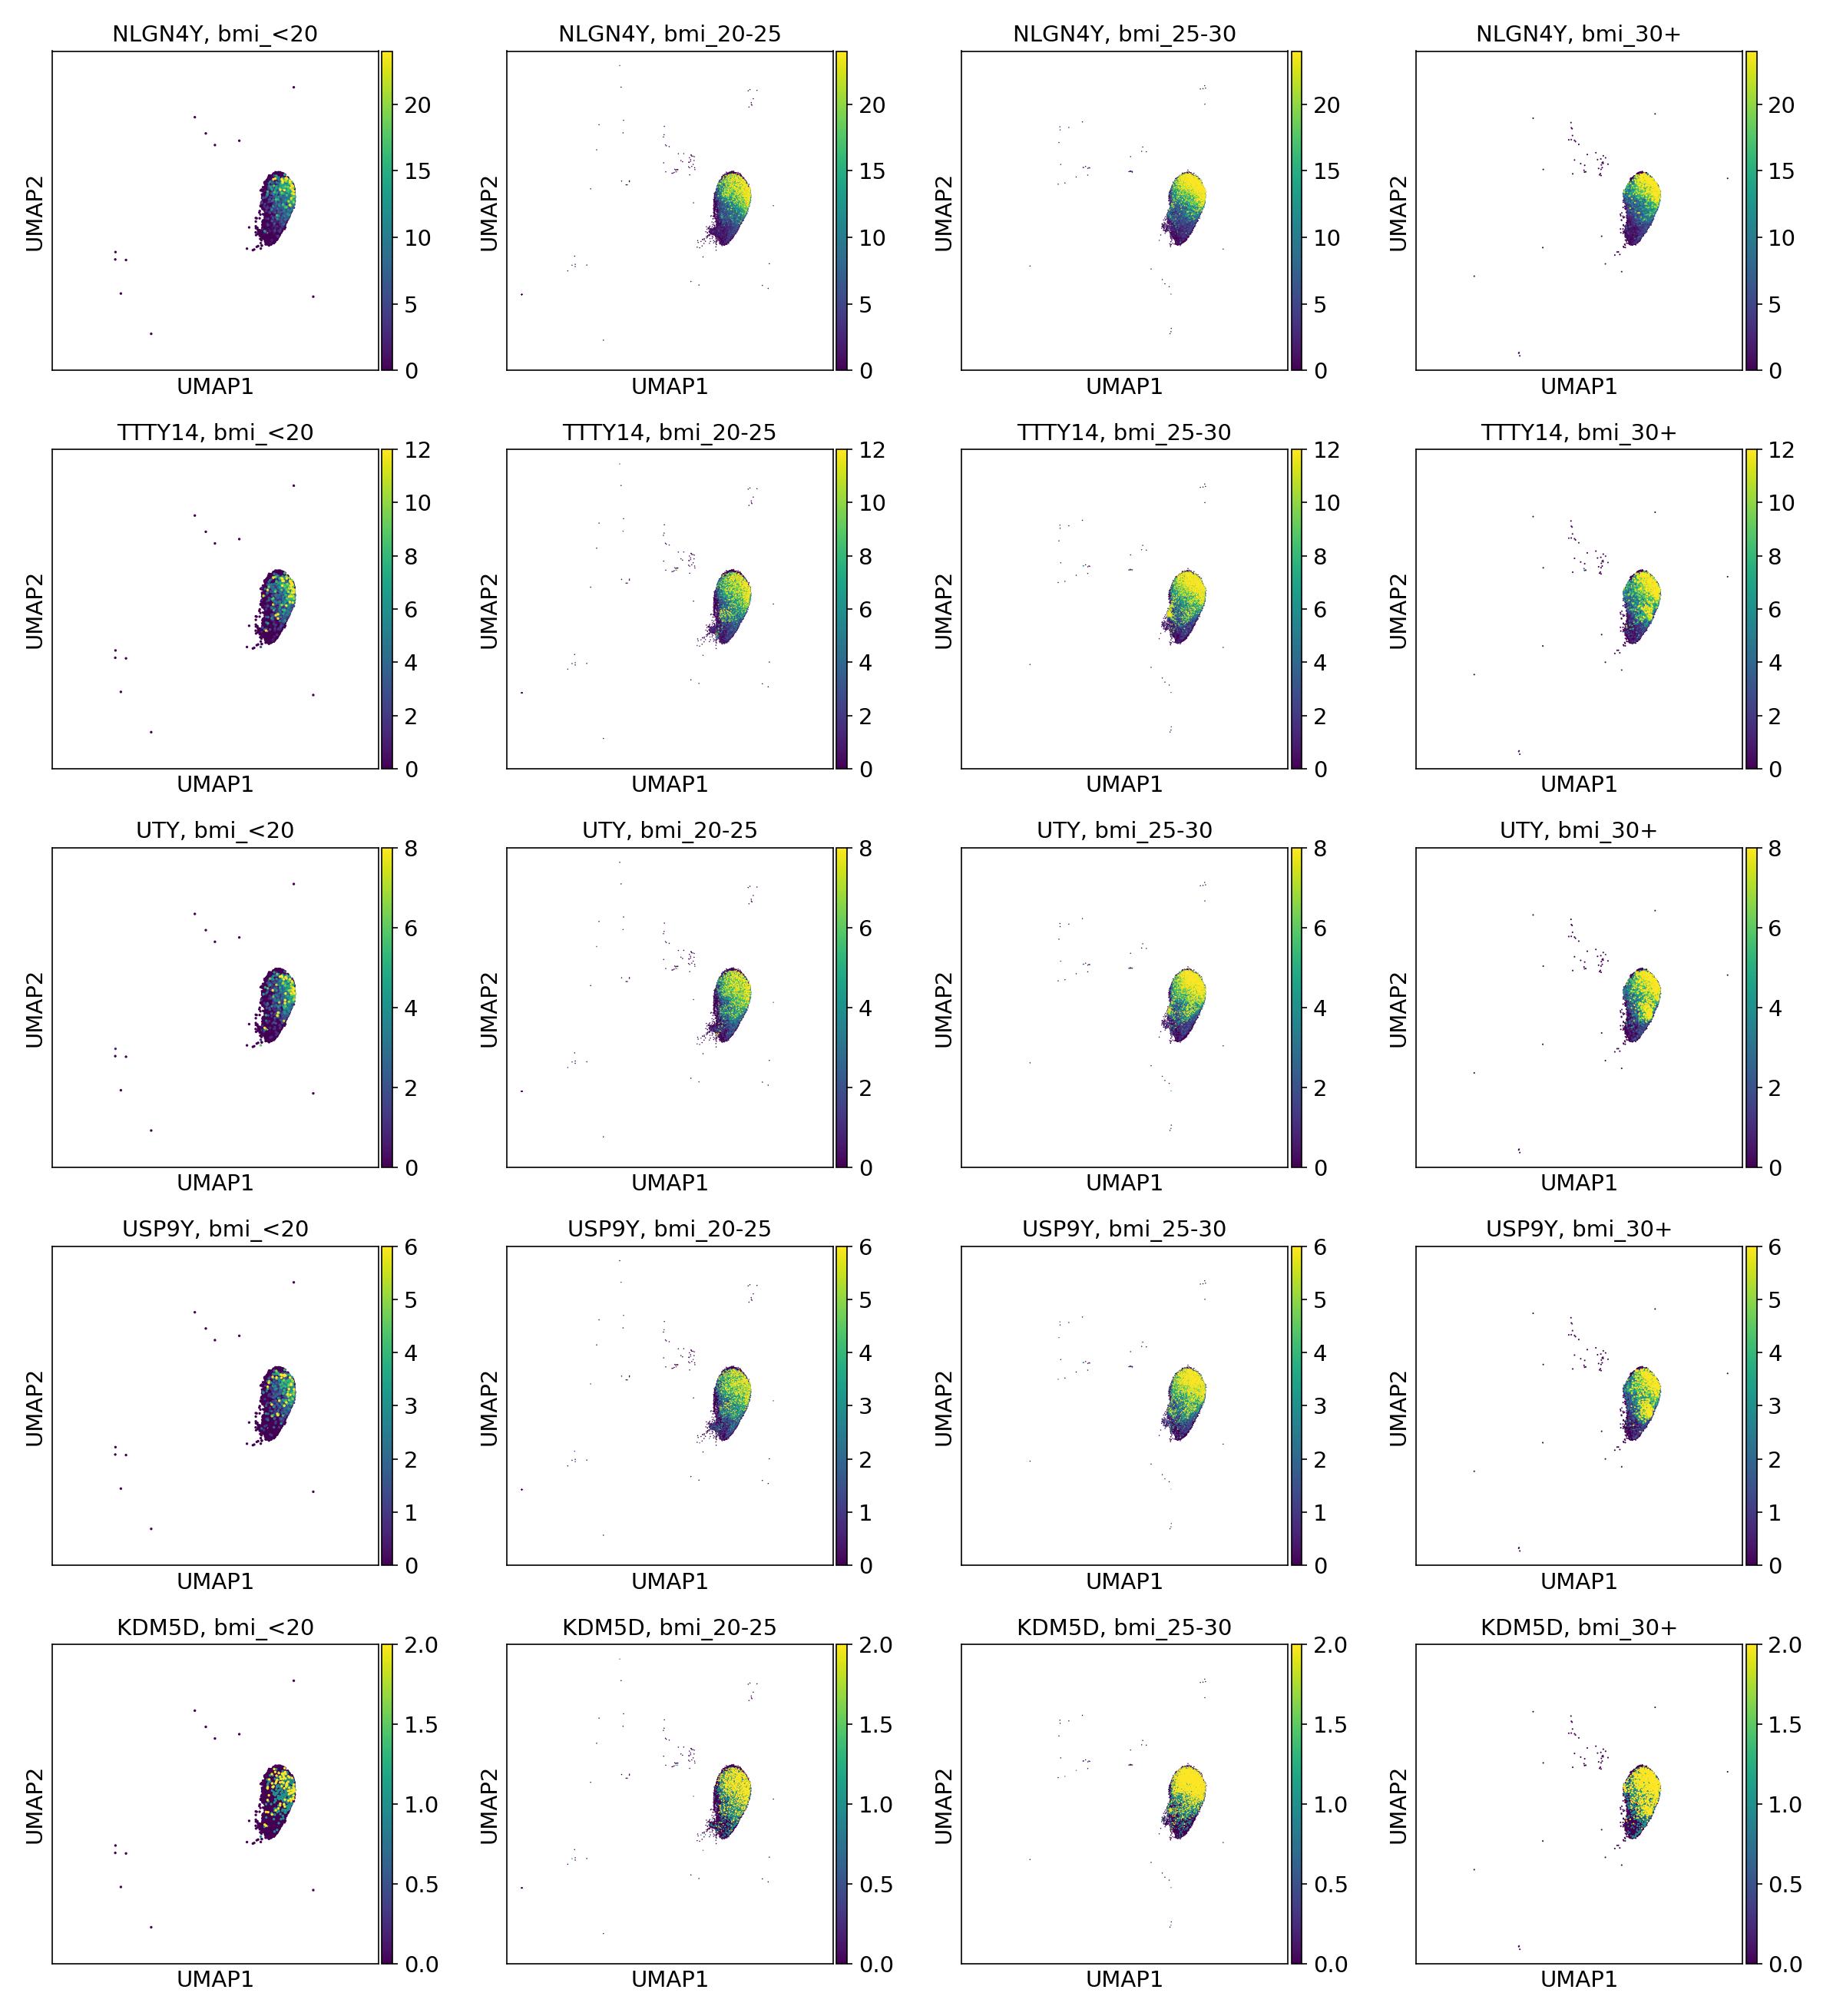 NLGN4Y, bmi_<20 NLGN4Y, bmi_20-25 NLGN4Y, bmi_25-30 NLGN4Y, bmi_30+
UMAP2 20 15 10 5 0 UMAP2 20 15 10 5 0 UMAP2 20 15 10 5 0 UMAP2 20 15 10 5 0
UMAP1 UMAP1 UMAP1 UMAP1
TTTY14, bmi_<20 TTTY14, bmi_20-25 TTTY14, bmi_25-30 TTTY14, bmi_30+
UMAP2 12 10 8 6 4 2 0 UMAP2 12 10 8 6 4 2 0 UMAP2 12 10 8 6 4 2 0 UMAP2 12 10 8 6 4 2 0
UMAP1 UMAP1 UMAP1 UMAP1
UTY, bmi_<20 UTY, bmi_20-25 UTY, bmi_25-30 UTY, bmi_30+
UMAP2 8 6 4 2 0 UMAP2 8 6 4 2 0 UMAP2 8 6 4 2 0 UMAP2 8 6 4 2 0
UMAP1 UMAP1 UMAP1 UMAP1
USP9Y, bmi_<20 USP9Y, bmi_20-25 USP9Y, bmi_25-30 USP9Y, bmi_30+
UMAP2 6 5 4 3 2 1 0 UMAP2 6 5 4 3 2 1 0 UMAP2 6 5 4 3 2 1 0 UMAP2 6 5 4 3 2 1 0
UMAP1 UMAP1 UMAP1 UMAP1
KDM5D, bmi_<20 KDM5D, bmi_20-25 KDM5D, bmi_25-30 KDM5D, bmi_30+
UMAP2 2.0 1.5 1.0 0.5 0.0 UMAP2 2.0 1.5 1.0 0.5 0.0 UMAP2 2.0 1.5 1.0 0.5 0.0 UMAP2 2.0 1.5 1.0 0.5 0.0
UMAP1 UMAP1 UMAP1 UMAP1